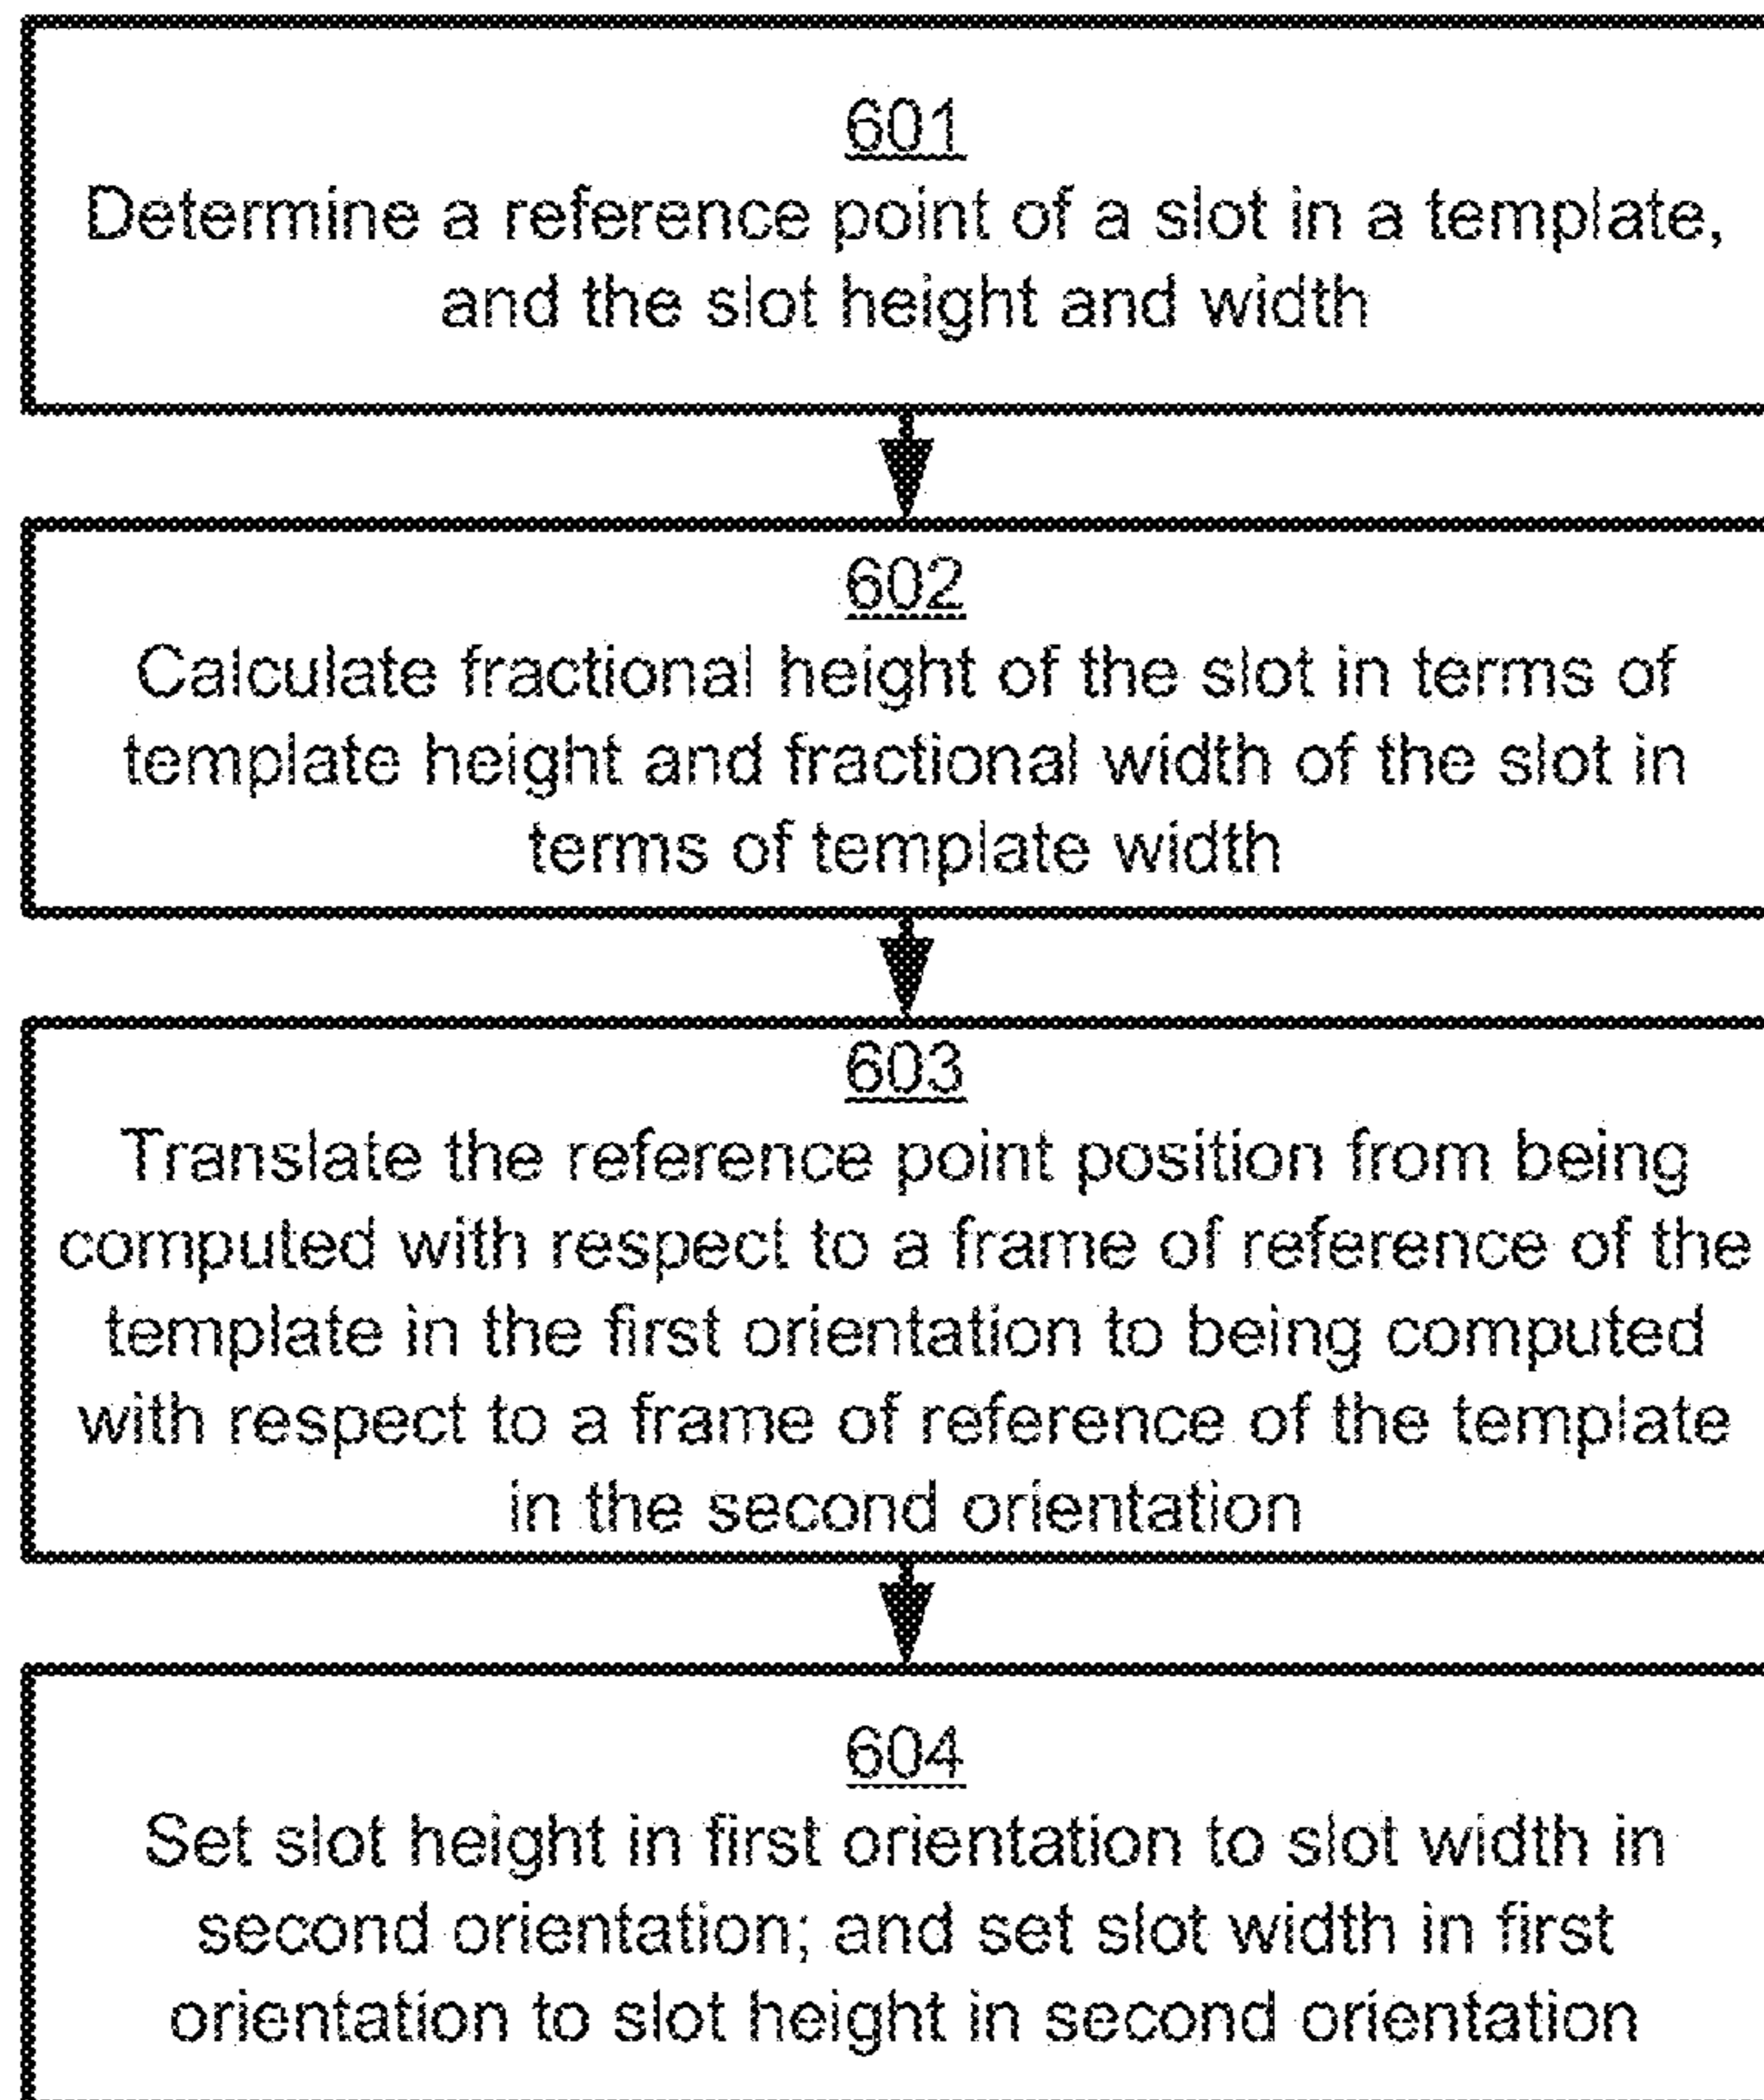 601
Determine a reference point of a slot in a template,
and the slot height and width
602
Calculate fractional height of the slot in terms of
template height and fractional width of the slot in
terms of template width
603
Translate the reference point position from being
computed with respect to a frame of reference of the
template in the first orientation to being computed
with respect to a frame of reference of the template
in the second orientation
604
Set slot height in first orientation to slot width in
second orientation; and set slot width in first
orientation to slot height in second orientation